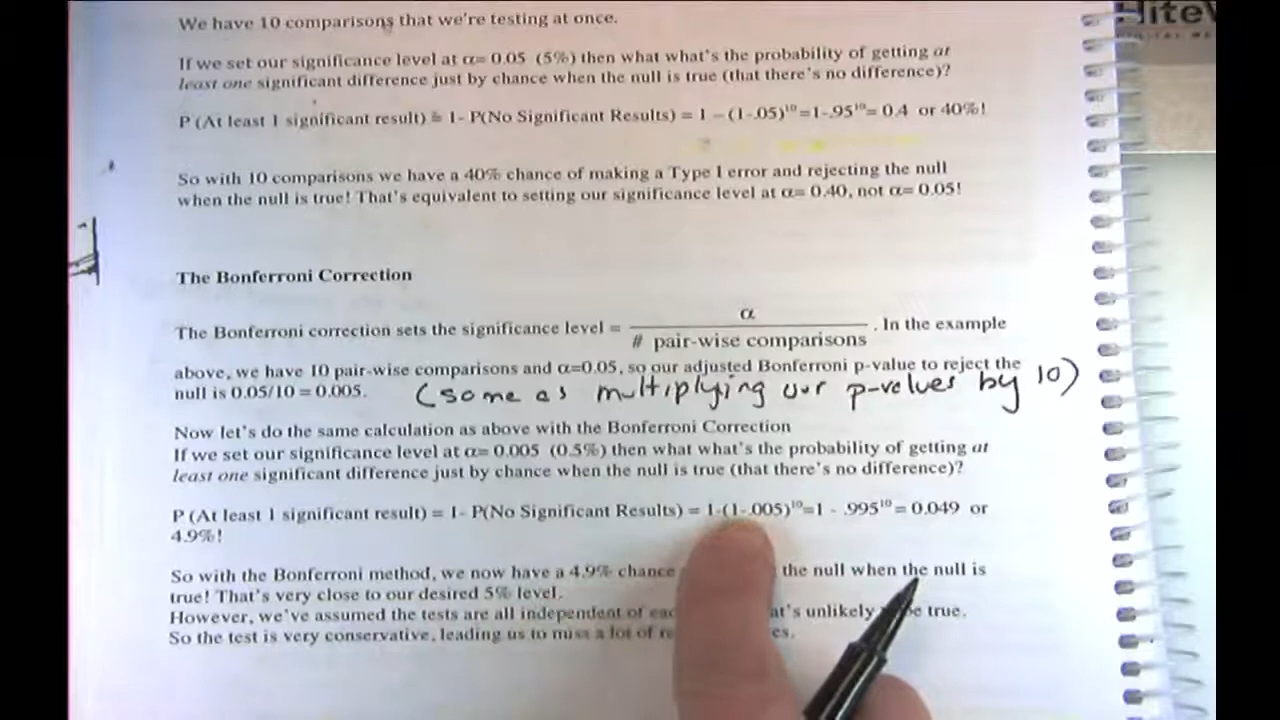 We have 10 comparisons that we're testing at once.
If we set our significance level at α= 0.05 (5%) then what what's the probability of getting at
least one significant difference just by chance when the null is true (that there's no difference)?
P (At least 1 significant result) = 1- P(No Significant Results) = 1 – (1-.05)¹⁰=1-.95¹⁰= 0.4 or 40%!
So with 10 comparisons we have a 40% chance of making a Type I error and rejecting the null
when the null is true! That's equivalent to setting our significance level at α= 0.40, not α= 0.05!
The Bonferroni Correction
α
The Bonferroni correction sets the significance level = . In the example
# pair-wise comparisons
above, we have 10 pair-wise comparisons and α=0.05, so our adjusted Bonferroni p-value to reject the
null is 0.05/10 = 0.005. (same as multiplying our p-values by 10)
Now let's do the same calculation as above with the Bonferroni Correction
If we set our significance level at α= 0.005 (0.5%) then what what's the probability of getting at
least one significant difference just by chance when the null is true (that there's no difference)?
P (At least 1 significant result) = 1- P(No Significant Results) = 1-(1-.005)¹⁰=1 - .995¹⁰ = 0.049 or
4.9%!
So with the Bonferroni method, we now have a 4.9% chance the null when the null is
true! That's very close to our desired 5% level.
However, we've assumed the tests are all independent of unlikely true.
So the test is very conservative, leading us to miss a lot of